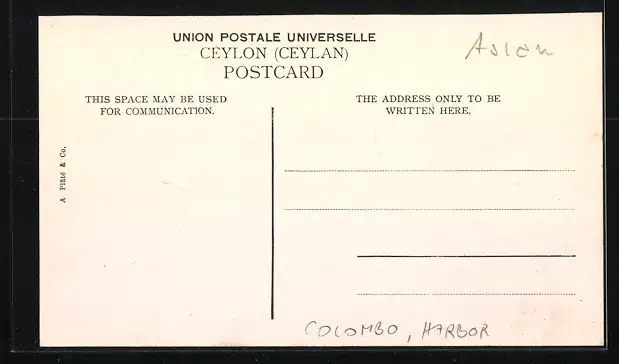 UNION POSTALE UNIVERSELLE
CEYLON (CEYLAN)
POSTCARD
Asien
THIS SPACE MAY BE USED
FOR COMMUNICATION.
THE ADDRESS ONLY TO BE
WRITTEN HERE.
A Plâté & Co.
COLOMBO, HARBOR